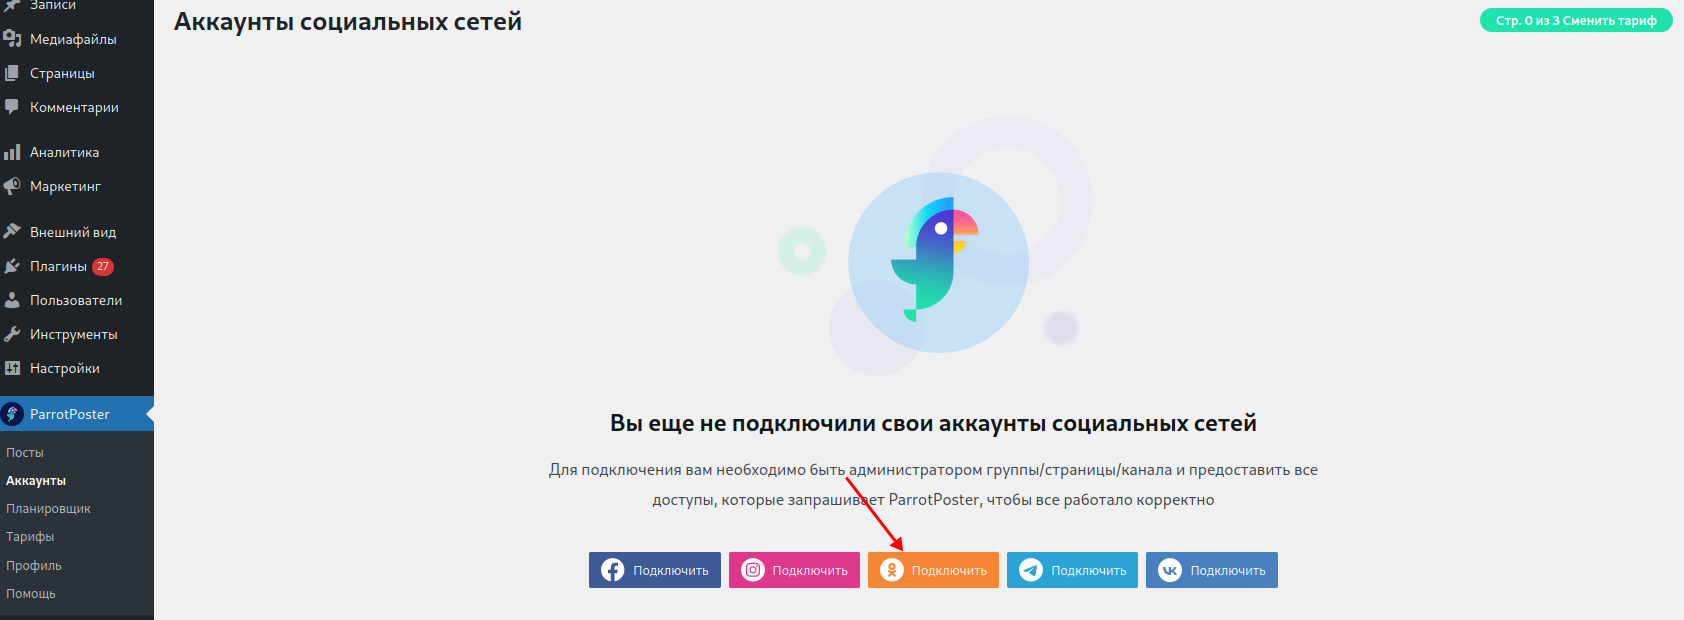 Записи
Медиафайлы
Страницы
Комментарии
Аналитика
Маркетинг
Внешний вид
Плагины 27
Пользователи
Инструменты
Настройки
ParrotPoster
Посты
Аккаунты
Планировщик
Тарифы
Профиль
Помощь
Аккаунты социальных сетей
Стр. 0 из 3 Сменить тариф
Вы еще не подключили свои аккаунты социальных сетей
Для подключения вам необходимо быть администратором группы/страницы/канала и предоставить все
доступы, которые запрашивает ParrotPoster, чтобы все работало корректно
Подключить Подключить Подключить Подключить Подключить